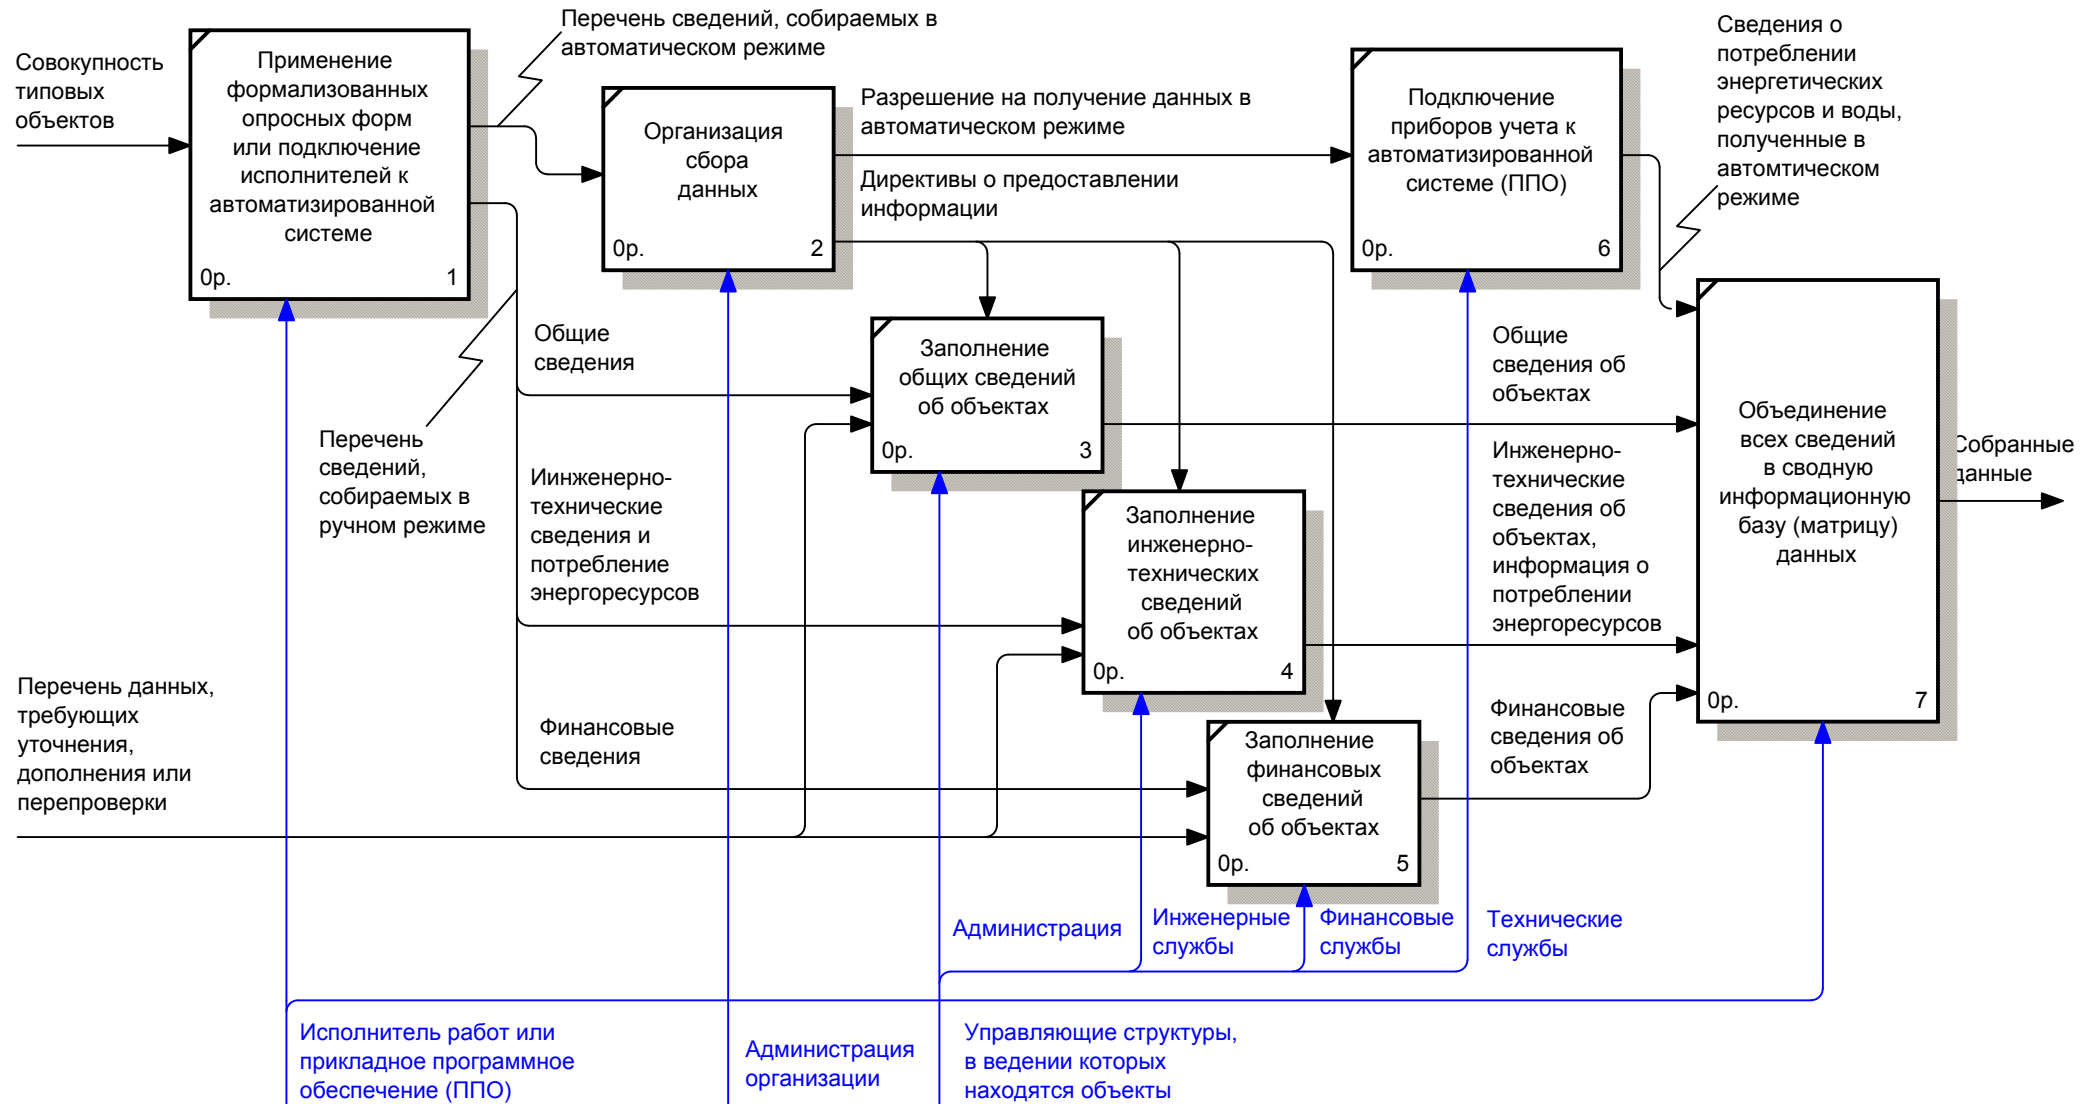 Совокупность
типовых
объектов
Применение
формализованных
опросных форм
или подключение
исполнителей к
автоматизированной
системе
0р.
1
Перечень сведений, собираемых в
автоматическом режиме
Организация
сбора
данных
0р.
2
Разрешение на получение данных в
автоматическом режиме
Директивы о предоставлении
информации
Подключение
приборов учета к
автоматизированной
системе (ППО)
0р.
6
Сведения о
потреблении
энергетических
ресурсов и воды,
полученные в
автомтическом
режиме
Общие
сведения
Заполнение
общих сведений
об объектах
0р.
3
Общие
сведения об
объектах
Перечень
сведений,
собираемых в
ручном режиме
Иинженерно-
технические
сведения и
потребление
энергоресурсов
Заполнение
инженерно-
технических
сведений
об объектах
0р.
4
Инженерно-
технические
сведения об
объектах,
информация о
потреблении
энергоресурсов
Объединение
всех сведений
в сводную
информационную
базу (матрицу)
данных
0р.
7
Собранные
данные
Перечень данных,
требующих
уточнения,
дополнения или
перепроверки
Финансовые
сведения
Заполнение
финансовых
сведений
об объектах
0р.
5
Финансовые
сведения об
объектах
Администрация
Инженерные
службы
Финансовые
службы
Технические
службы
Исполнитель работ или
прикладное программное
обеспечение (ППО)
Администрация
организации
Управляющие структуры,
в ведении которых
находятся объекты